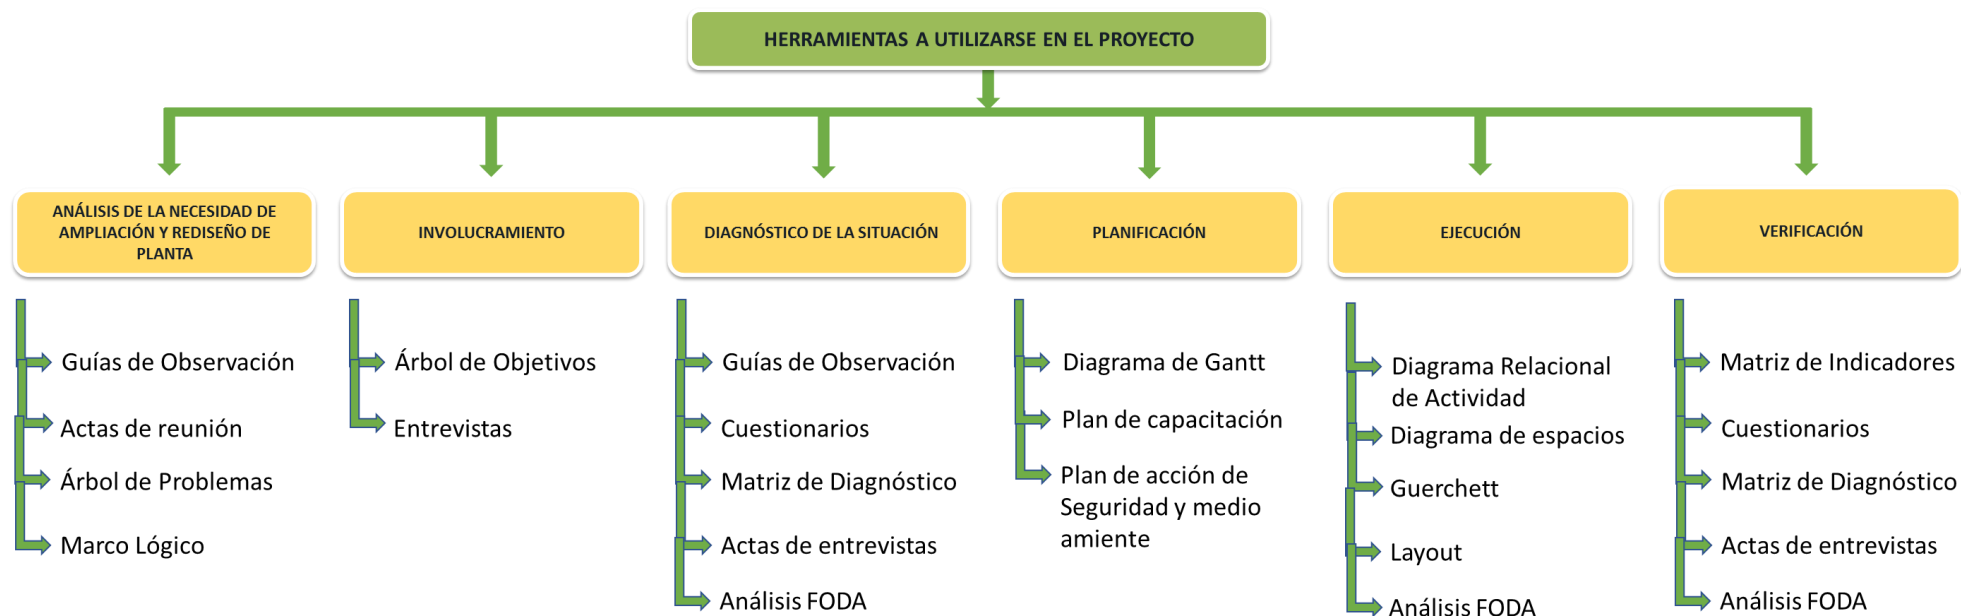 HERRAMIENTAS A UTILIZARSE EN EL PROYECTO
ANÁLISIS DE LA NECESIDAD DE
AMPLIACIÓN Y REDISEÑO DE
PLANTA
Guías de Observación
Actas de reunión
Árbol de Problemas
Marco Lógico
INVOLUCRAMIENTO
Árbol de Objetivos
Entrevistas
DIAGNÓSTICO DE LA SITUACIÓN
Guías de Observación
Cuestionarios
Matriz de Diagnóstico
Actas de entrevistas
Análisis FODA
PLANIFICACIÓN
Diagrama de Gantt
Plan de capacitación
Plan de acción de
Seguridad y medio
amiente
EJECUCIÓN
Diagrama Relacional
de Actividad
Diagrama de espacios
Guerchett
Layout
Análisis FODA
VERIFICACIÓN
Matriz de Indicadores
Cuestionarios
Matriz de Diagnóstico
Actas de entrevistas
Análisis FODA